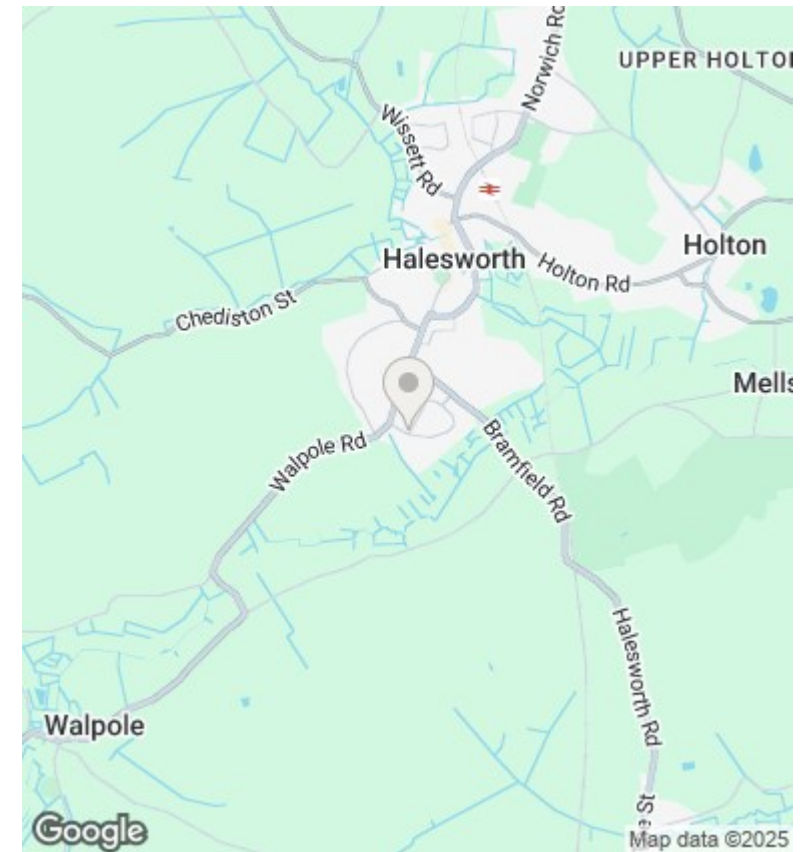 Norwich Rd
UPPER HOLTO
Wissett Rd
Halesworth
Holton
Holton Rd
Chediston St
Mells
Walpole Rd
Bramfield Rd
Halesworth Rd
Walpole
St
Google
Map data ©2025